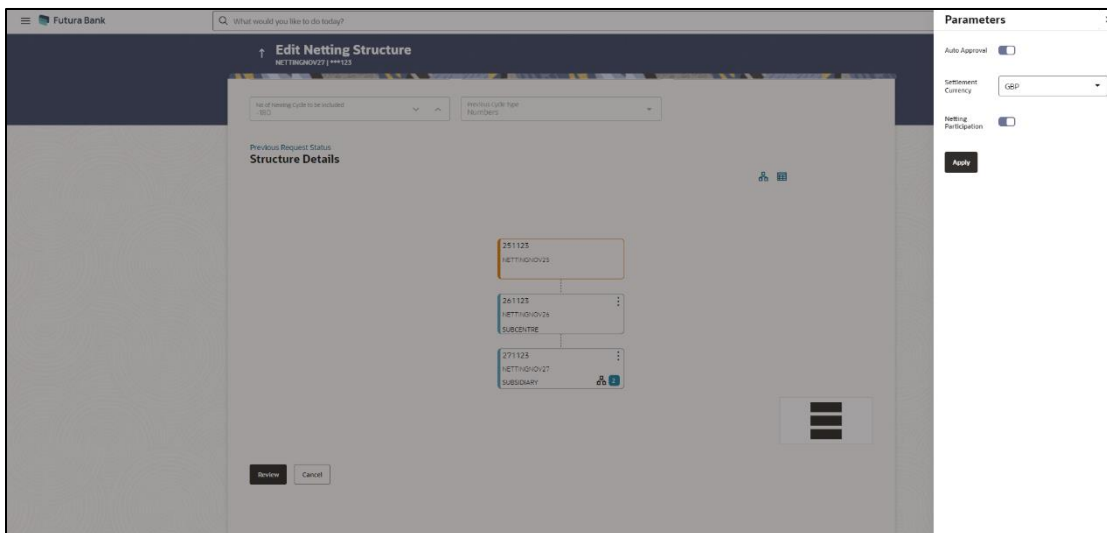 Futura Bank
What would you like to do today?
Parameters
Edit Netting Structure
NETTINGNOV27 | ***123
Auto Approval
Settlement
Currency
GBP
Netting
Participation
Apply
No of Netting Cycle to be included
Previous Cycle Type
Numbers
Previous Request Status
Structure Details
251123
NETTINGNOV25
261123
NETTINGNOV26
SUBCENTRE
271123
NETTINGNOV27
SUBSIDIARY
2
Review
Cancel